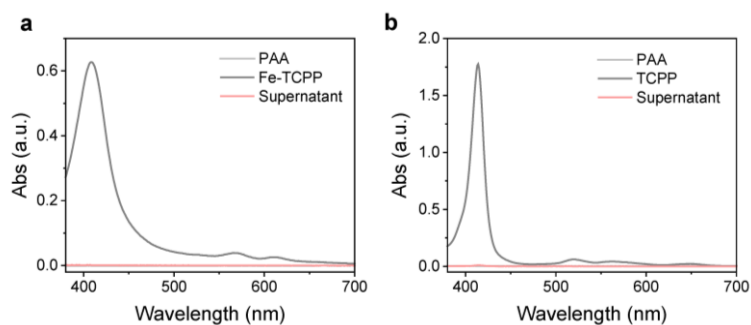 a
PAA
Fe-TCPP
Supernatant
0.6
0.4
0.2
0.0
Abs (a.u.)
400 500 600 700
Wavelength (nm)
b
PAA
TCPP
Supernatant
2.0
1.5
1.0
0.5
0.0
Abs (a.u.)
400 500 600 700
Wavelength (nm)